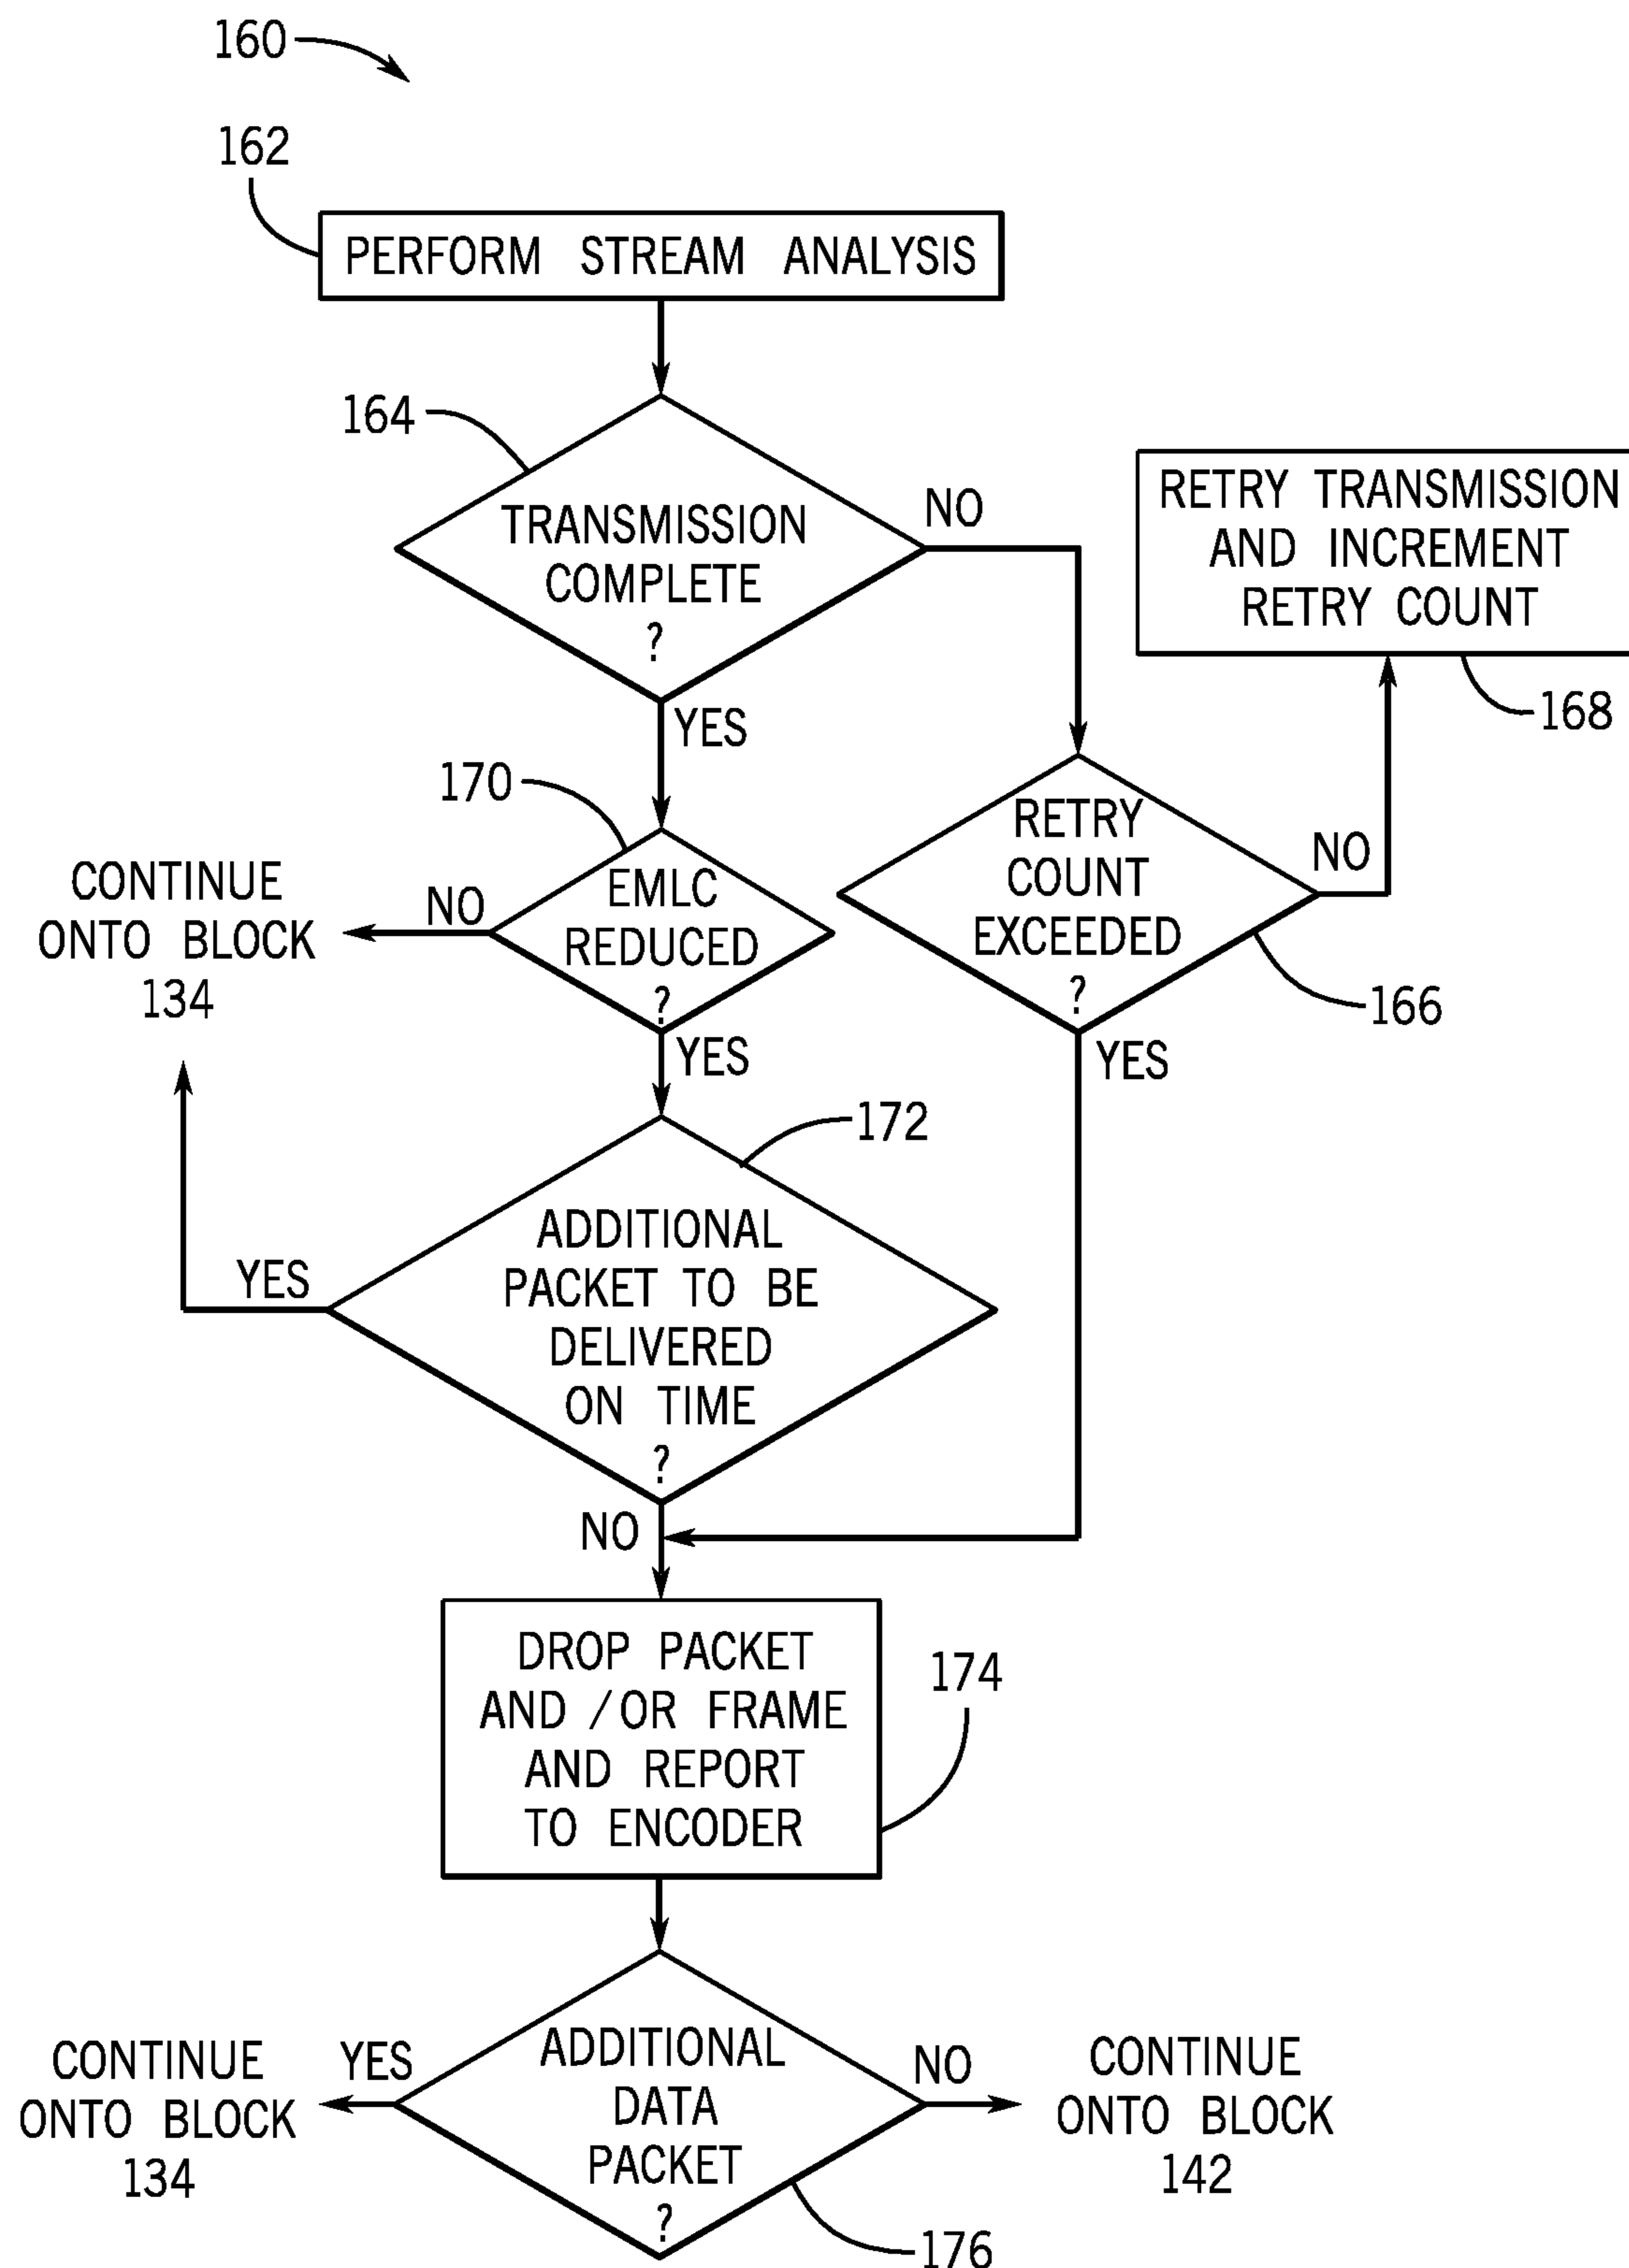 160
162
PERFORM STREAM ANALYSIS
164
TRANSMISSION
COMPLETE
?
NO
YES
RETRY TRANSMISSION
AND INCREMENT
RETRY COUNT
168
170
EMLC
REDUCED
?
NO
YES
CONTINUE
ONTO BLOCK
134
RETRY
COUNT
EXCEEDED
?
NO
166
YES
172
ADDITIONAL
PACKET TO BE
DELIVERED
ON TIME
?
YES
NO
DROP PACKET
AND /OR FRAME
AND REPORT
TO ENCODER
174
ADDITIONAL
DATA
PACKET
?
YES
CONTINUE
ONTO BLOCK
134
NO
CONTINUE
ONTO BLOCK
142
176